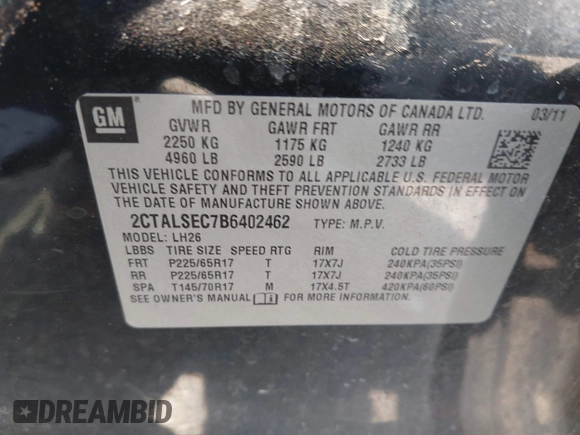 GM
MFD BY GENERAL MOTORS OF CANADA LTD. 03/11
GVWR GAWR FRT GAWR RR
2250 KG 1175 KG 1240 KG
4960 LB 2590 LB 2733 LB
THIS VEHICLE CONFORMS TO ALL APPLICABLE U.S. FEDERAL MOTOR
VEHICLE SAFETY AND THEFT PREVENTION STANDARDS IN EFFECT ON
THE DATE OF MANUFACTURE SHOWN ABOVE.
2CTALSEC7B6402462 TYPE: M.P.V.
MODEL: LH26
LBBS TIRE SIZE SPEED RTG RIM COLD TIRE PRESSURE
FRT P225/65R17 T 17X7J 240KPA(35PSI)
RR P225/65R17 T 17X7J 240KPA(35PSI)
SPA T145/70R17 M 17X4.5T 420KPA(60PSI)
SEE OWNER'S MANUAL FOR MORE INFORMATION.
DREAMBID